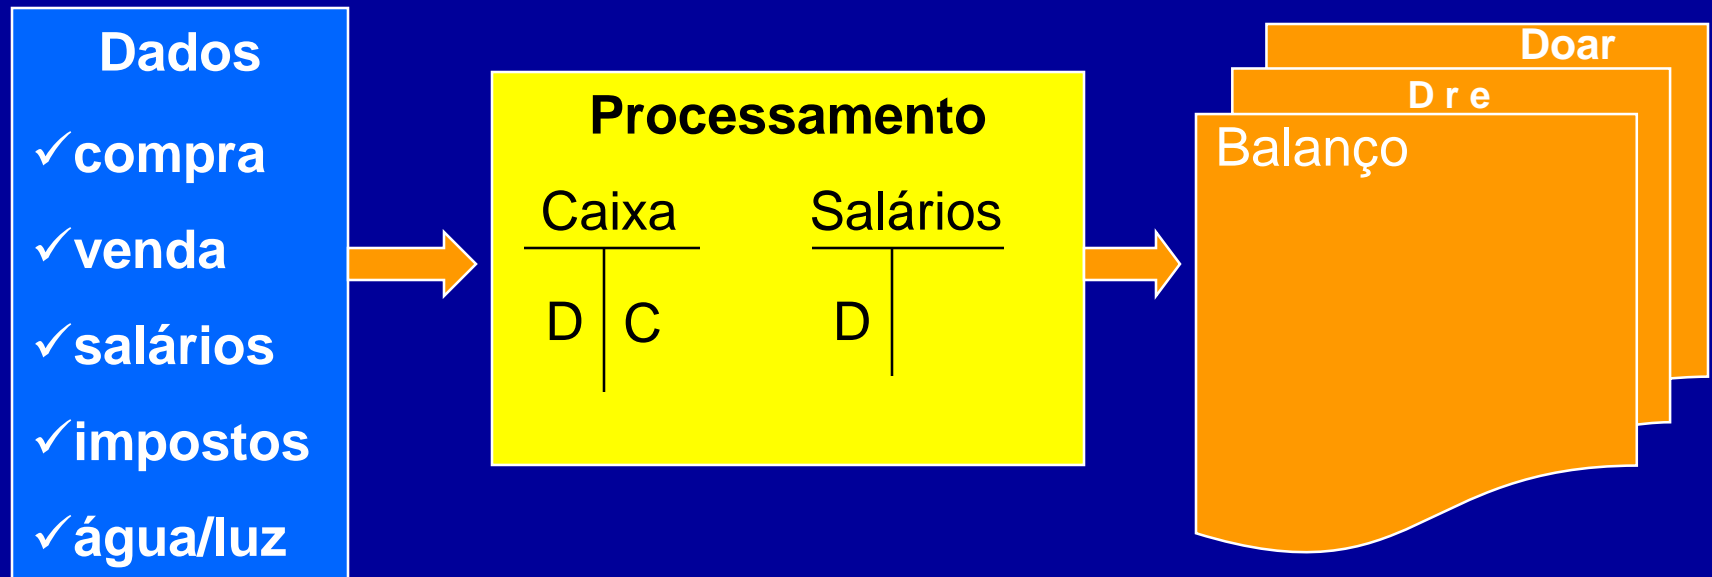 Dados
✓compra
✓venda
✓salários
✓impostos
✓água/luz
Processamento
Caixa
D C
Salários
D
Doar
D r e
Balanço